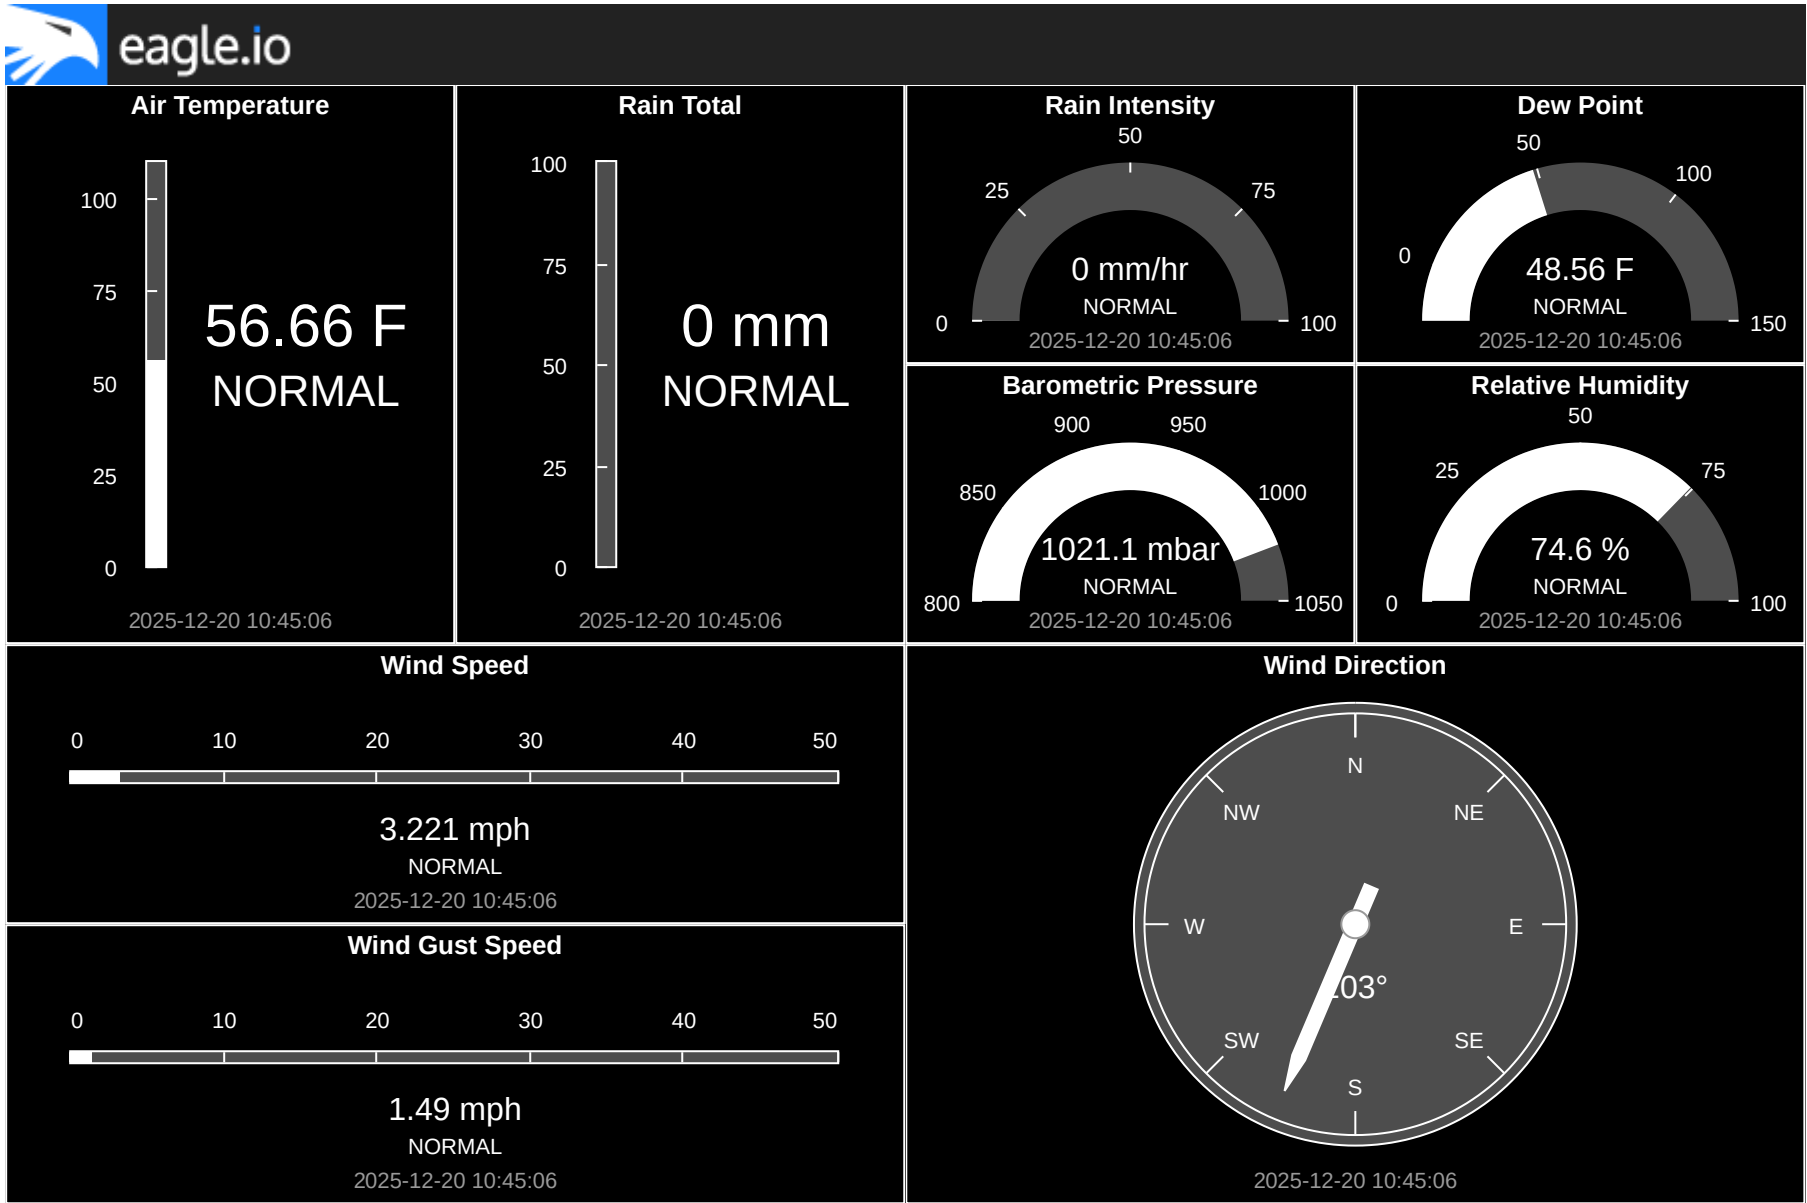 eagle.io
Air Temperature
100
75
50
25
0
56.66 F
NORMAL
2025-12-20 10:45:06
Rain Total
100
75
50
25
0
0 mm
NORMAL
2025-12-20 10:45:06
Rain Intensity
0
25
50
75
100
0 mm/hr
NORMAL
2025-12-20 10:45:06
Dew Point
0
50
100
150
48.56 F
NORMAL
2025-12-20 10:45:06
Barometric Pressure
800
850
900
950
1000
1050
1021.1 mbar
NORMAL
2025-12-20 10:45:06
Relative Humidity
0
25
50
75
100
74.6 %
NORMAL
2025-12-20 10:45:06
Wind Speed
0 10 20 30 40 50
3.221 mph
NORMAL
2025-12-20 10:45:06
Wind Gust Speed
0 10 20 30 40 50
1.49 mph
NORMAL
2025-12-20 10:45:06
Wind Direction
N
NW NE
W E
SW SE
S
2025-12-20 10:45:06